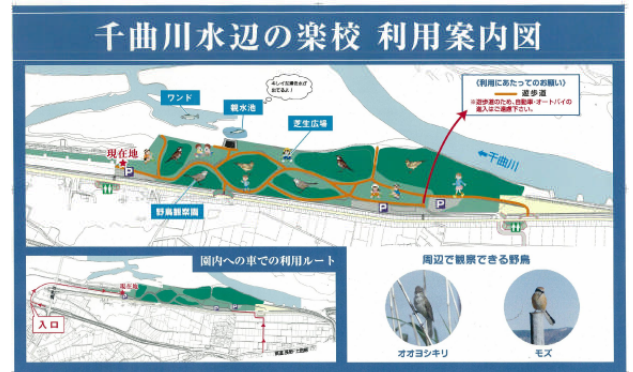 千曲川水辺の楽校 利用案内図
ワンド
親水池
芝生広場
〈利用にあたってのお願い〉
遊歩道
※遊歩道のため、自動車・オートバイの
進入はご遠慮下さい。
現在地
千曲川
P
P
P
野鳥観察園
園内への車での利用ルート
現在地
入口
周辺で観察できる野鳥
オオヨシキリ
モズ